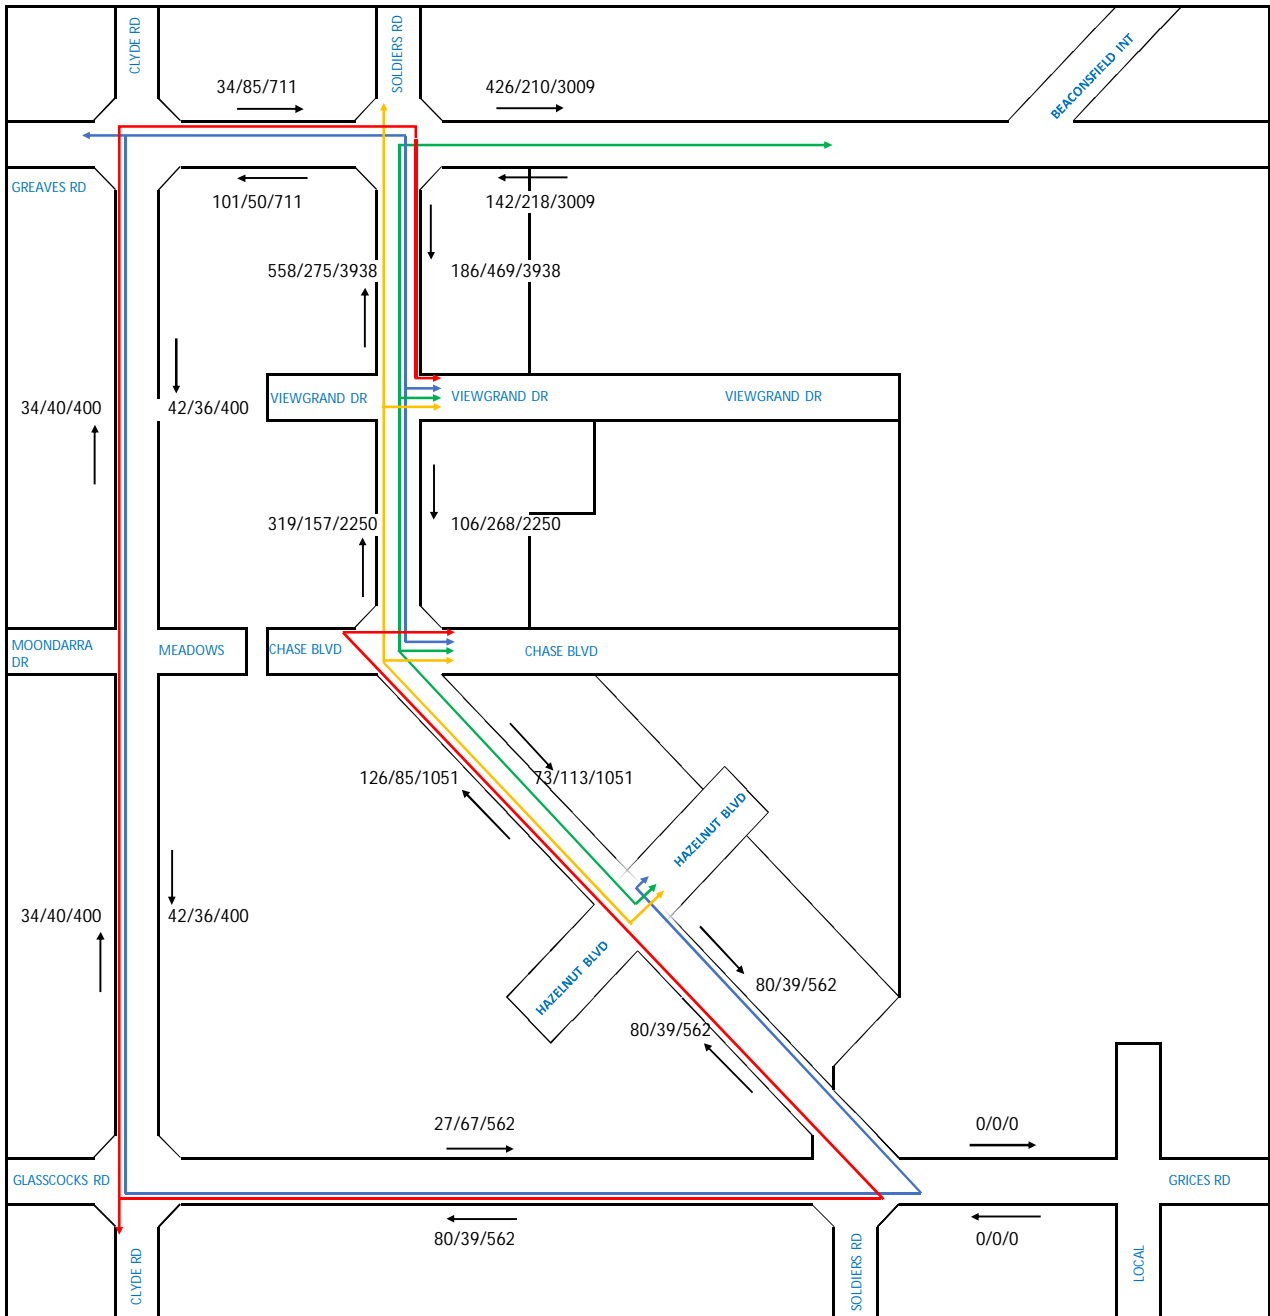 CLYDE RD
SOLDIERS RD
BEACONSFIELD INT
34/85/711
426/210/3009
GREAVES RD
101/50/711
142/218/3009
558/275/3938
186/469/3938
VIEWGRAND DR
VIEWGRAND DR
VIEWGRAND DR
34/40/400
42/36/400
319/157/2250
106/268/2250
MOONDARRA
DR
MEADOWS
CHASE BLVD
CHASE BLVD
126/85/1051
73/113/1051
HAZELNUT BLVD
34/40/400
42/36/400
HAZELNUT BLVD
80/39/562
80/39/562
27/67/562
0/0/0
GLASSCOCKS RD
GRICES RD
80/39/562
0/0/0
CLYDE RD
SOLDIERS RD
LOCAL